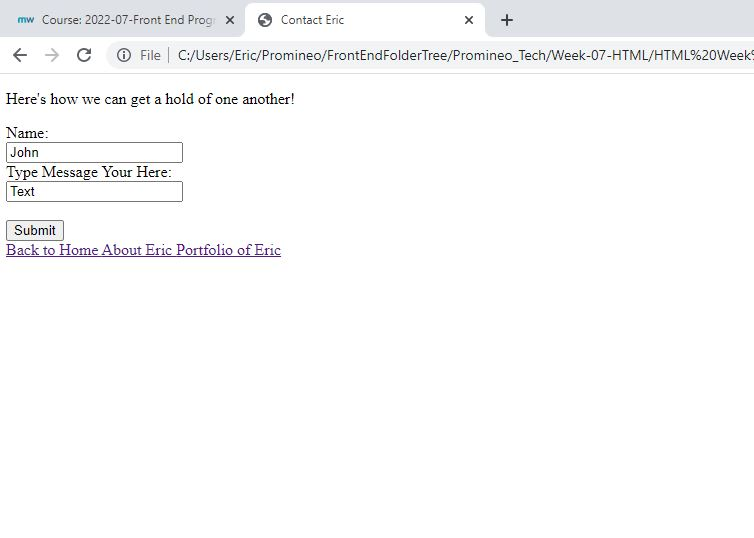 mw Course: 2022-07-Front End Prog
Contact Eric
File C:/Users/Eric/Promineo/FrontEndFolderTree/Promineo_Tech/Week-07-HTML/HTML%20Week%
Here's how we can get a hold of one another!
Name:
John
Type Message Your Here:
Text
Submit
Back to Home About Eric Portfolio of Eric